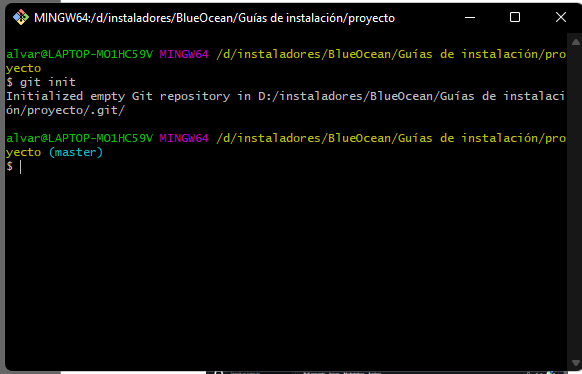 MINGW64:/d/instaladores/BlueOcean/Guías de instalación/proyecto
alvar@LAPTOP-MO1HC59V MINGW64 /d/instaladores/BlueOcean/Guías de instalación/pro
yecto
$ git init
Initialized empty Git repository in D:/instaladores/BlueOcean/Guías de instalaci
ón/proyecto/.git/
alvar@LAPTOP-MO1HC59V MINGW64 /d/instaladores/BlueOcean/Guías de instalación/pro
yecto (master)
$